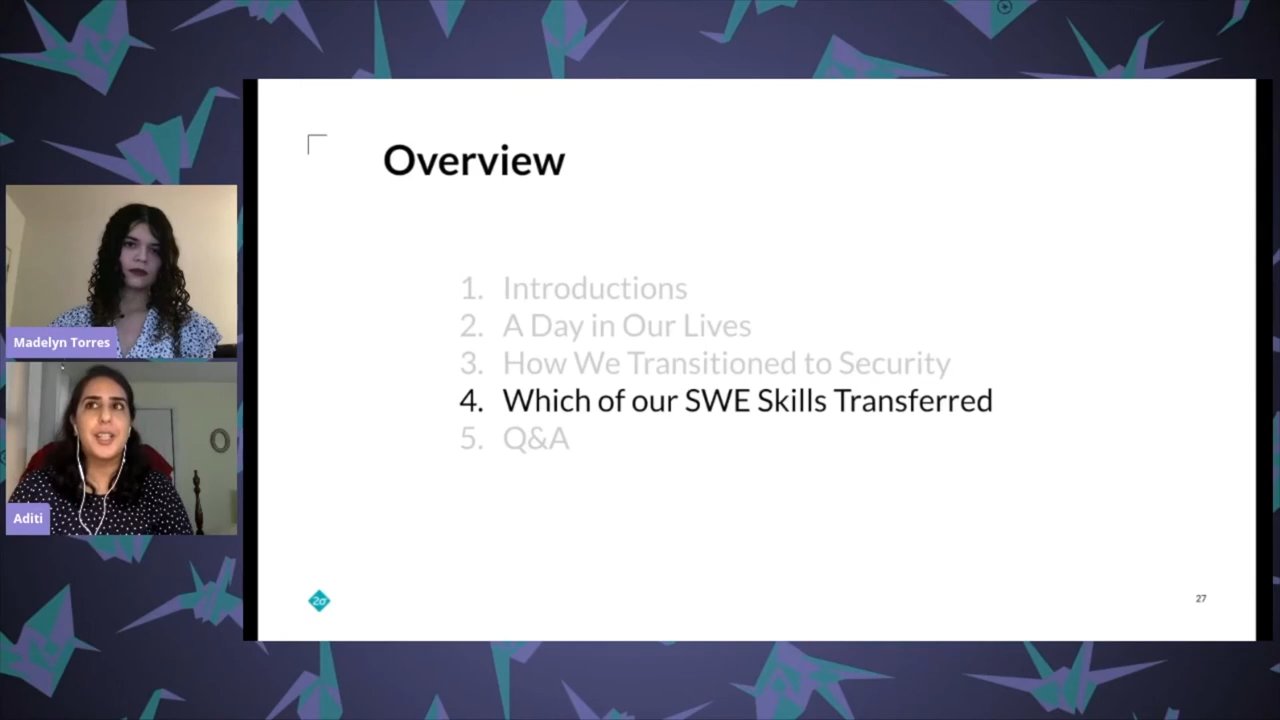 Overview
1. Introductions
2. A Day in Our Lives
3. How We Transitioned to Security
4. Which of our SWE Skills Transferred
5. Q&A
Madelyn Torres
Aditi
2σ
27